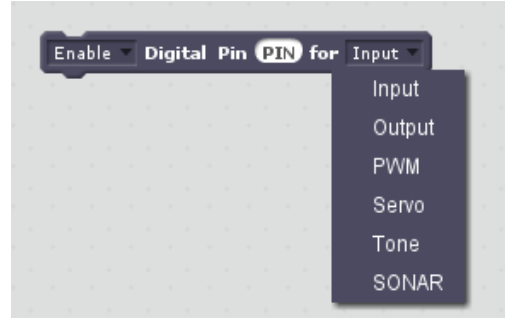 Enable Digital Pin PIN for Input
Input
Output
PWM
Servo
Tone
SONAR